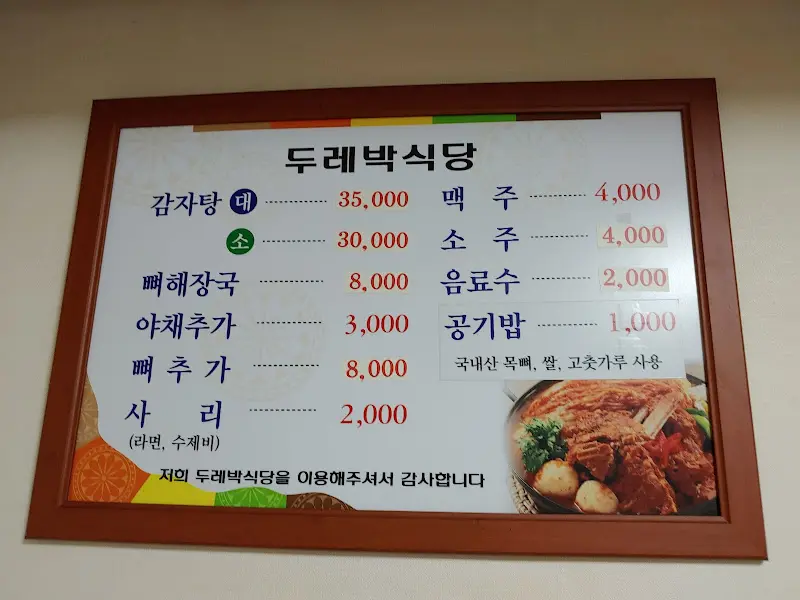 두레박식당
감자탕 대 35,000
소 30,000
뼈해장국 8,000
야채추가 3,000
뼈 추 가 8,000
사 리 2,000
(라면, 수제비)
맥 주 4,000
소 주 4,000
음료수 2,000
공기밥 1,000
국내산 목뼈, 쌀, 고춧가루 사용
저희 두레박식당을 이용해주셔서 감사합니다